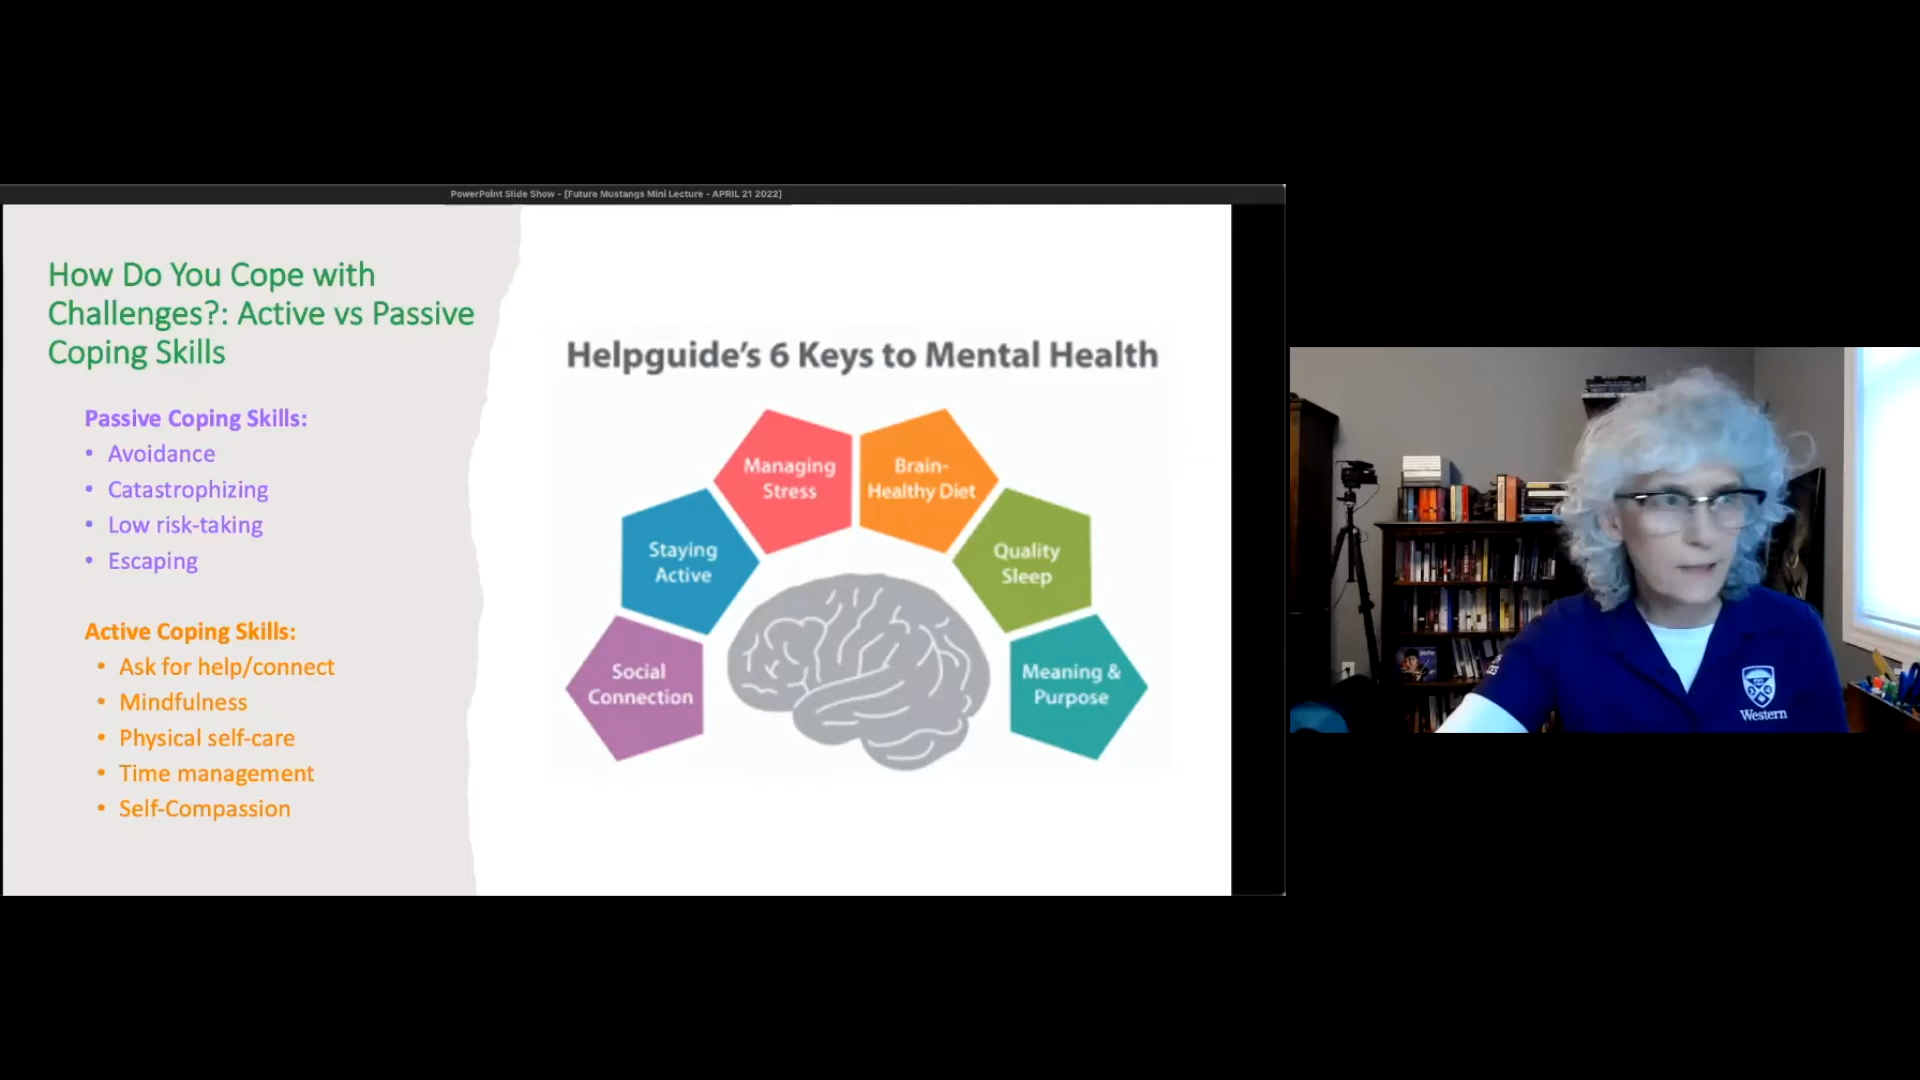 PowerPoint Slide Show - [Future Mustangs Mini Lecture - APRIL 21 2022]
How Do You Cope with
Challenges?: Active vs Passive
Coping Skills
Passive Coping Skills:
• Avoidance
• Catastrophizing
• Low risk-taking
• Escaping
Active Coping Skills:
• Ask for help/connect
• Mindfulness
• Physical self-care
• Time management
• Self-Compassion
Helpguide's 6 Keys to Mental Health
Managing
Stress
Brain-
Healthy Diet
Staying
Active
Quality
Sleep
Social
Connection
Meaning &
Purpose
Western